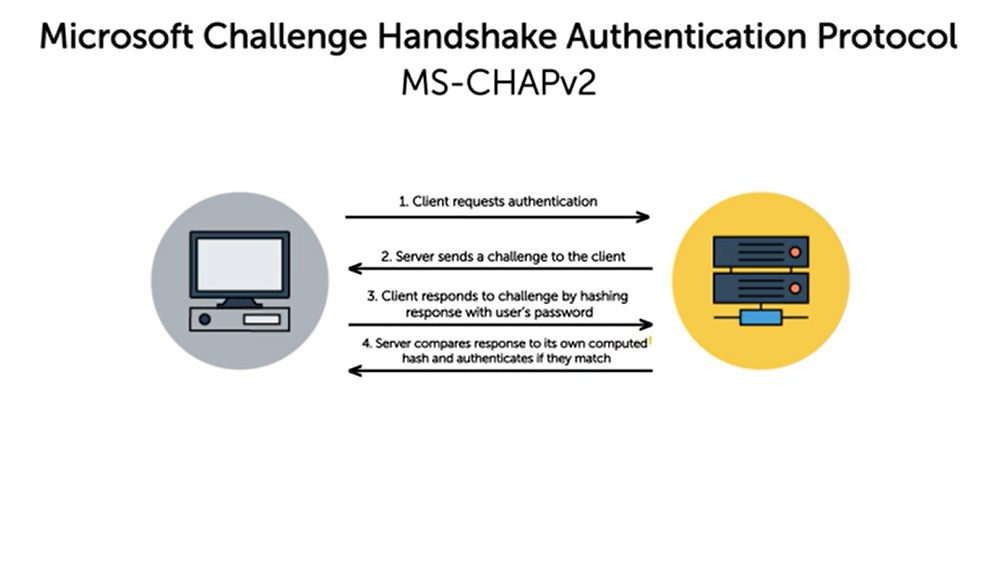 Microsoft Challenge Handshake Authentication Protocol
MS-CHAPv2
1. Client requests authentication
2. Server sends a challenge to the client
3. Client responds to challenge by hashing
response with user's password
4. Server compares response to its own computed
hash and authenticates if they match